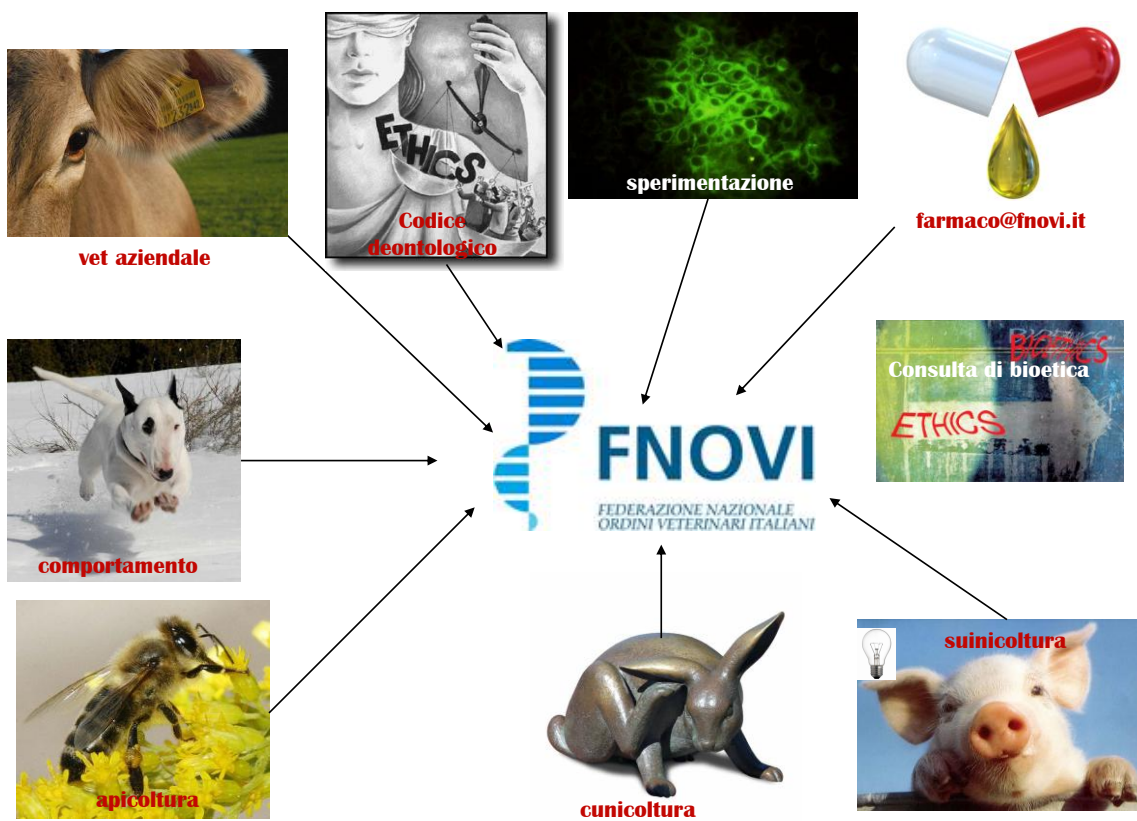 ETHICS
Codice
deontologico
sperimentazione
farmaco@fnovi.it
vet aziendale
BIOETHICS
Consulta di bioetica
ETHICS
FNOVI
FEDERAZIONE NAZIONALE
ORDINI VETERINARI ITALIANI
comportamento
suinicoltura
apicoltura
cunicoltura